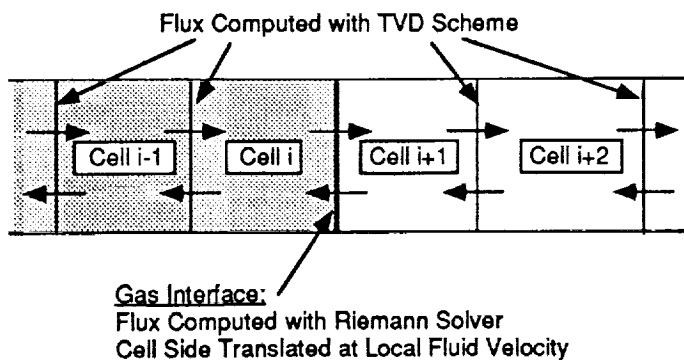 Flux Computed with TVD Scheme
Cell i-1
Cell i
Cell i+1
Cell i+2
Gas Interface:
Flux Computed with Riemann Solver
Cell Side Translated at Local Fluid Velocity